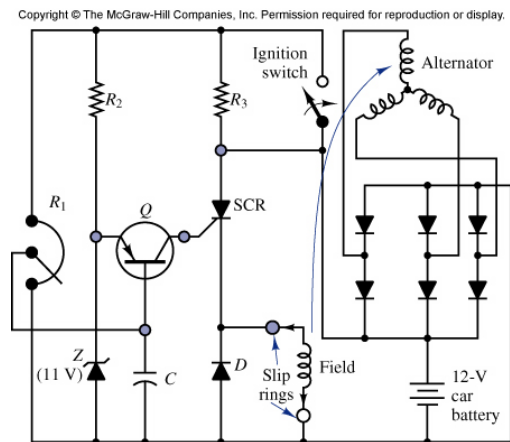 Copyright © The McGraw-Hill Companies, Inc. Permission required for reproduction or display.
Ignition
switch
Alternator
R2
R3
R1
Q
SCR
Z
(11 V)
C
D
Slip
rings
Field
12-V
car
battery